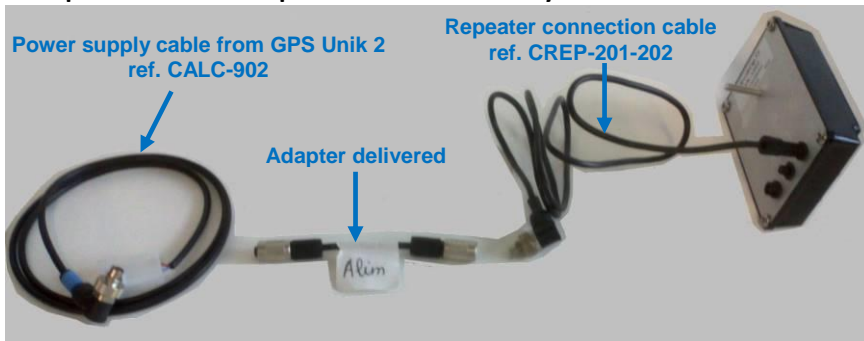 Power supply cable from GPS Unik 2
ref. CALC-902
Repeater connection cable
ref. CREP-201-202
Adapter delivered
Alim